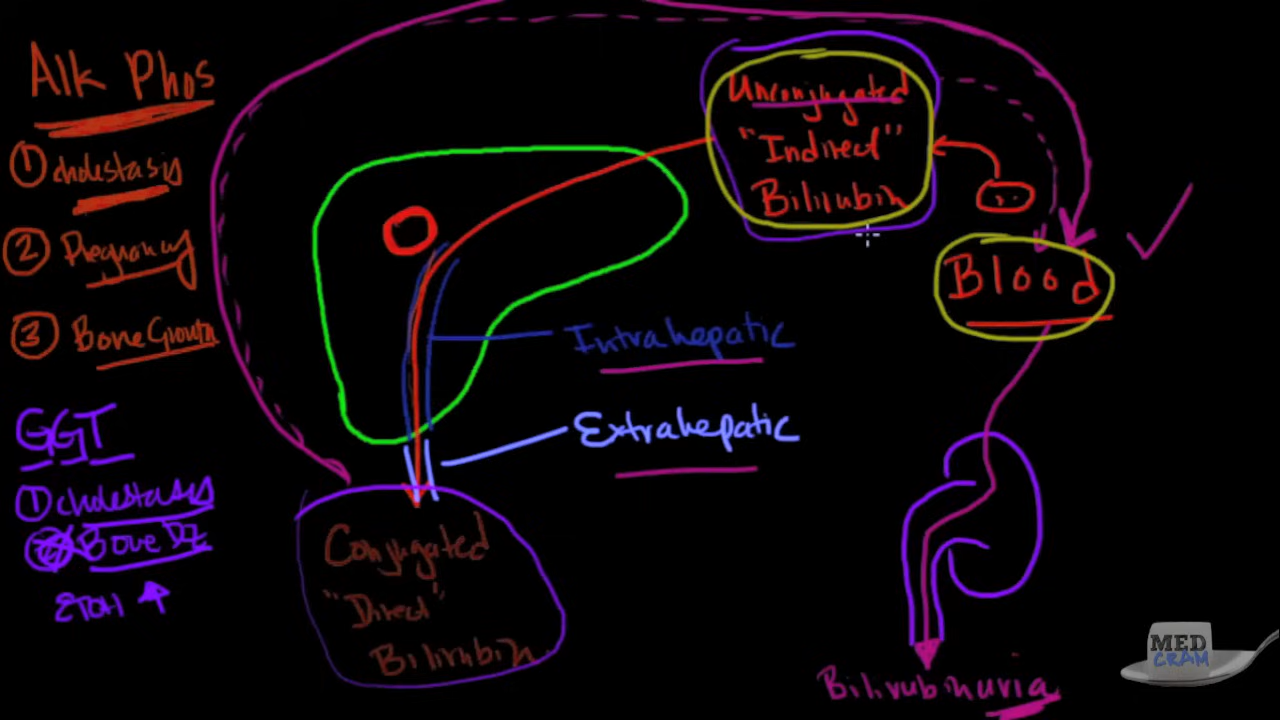 Alk Phos
① cholestasis
② Pregnancy
③ Bone Growth
GGT
① cholestasis
Bone Dz
ETOH ↑
Unconjugated
"Indirect"
Bilirubin
Blood
Intrahepatic
Extrahepatic
Conjugated
"Direct"
Bilirubin
Bilirubinuria
MED
CRAM